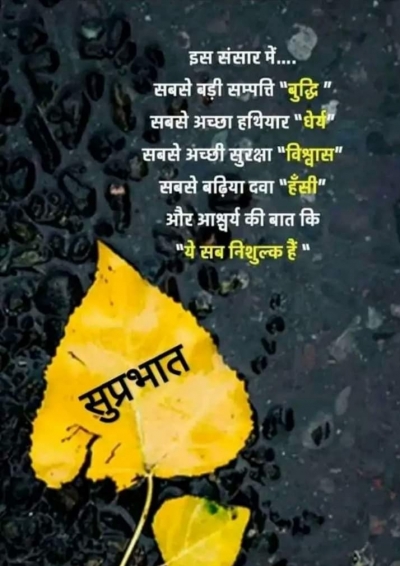 इस संसार में....
सबसे बड़ी सम्पत्ति "बुद्धि "
सबसे अच्छा हथियार "धेर्य"
सबसे अच्छी सुरक्षा "विश्वास"
सबसे बढ़िया दवा "हँसी"
और आश्चर्य की बात कि
"ये सब निशुल्क हैं "
सुप्रभात